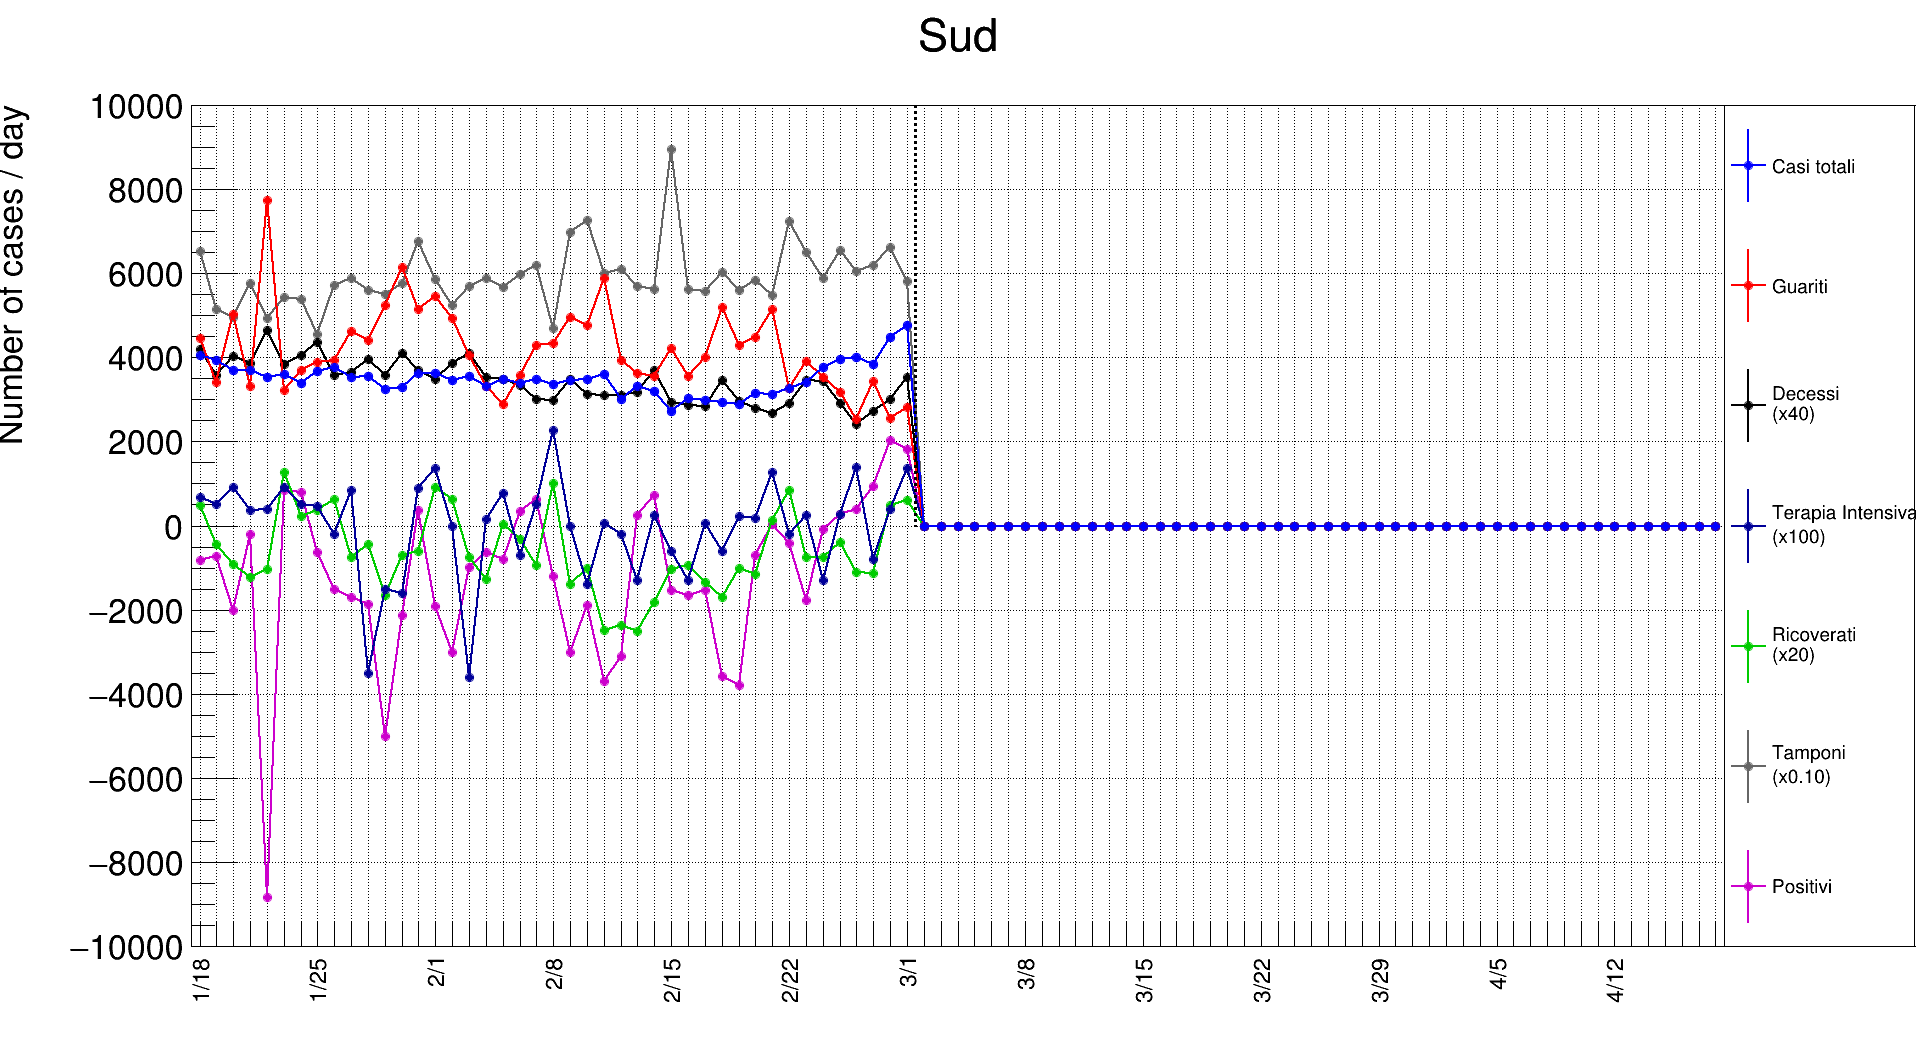 Sud
Number of cases / day
10000
8000
6000
4000
2000
0
−2000
−4000
−6000
−8000
−10000
1/18
1/25
2/1
2/8
2/15
2/22
3/1
3/8
3/15
3/22
3/29
4/5
4/12
Casi totali
Guariti
Decessi
(x40)
Terapia Intensiva
(x100)
Ricoverati
(x20)
Tamponi
(x0.10)
Positivi